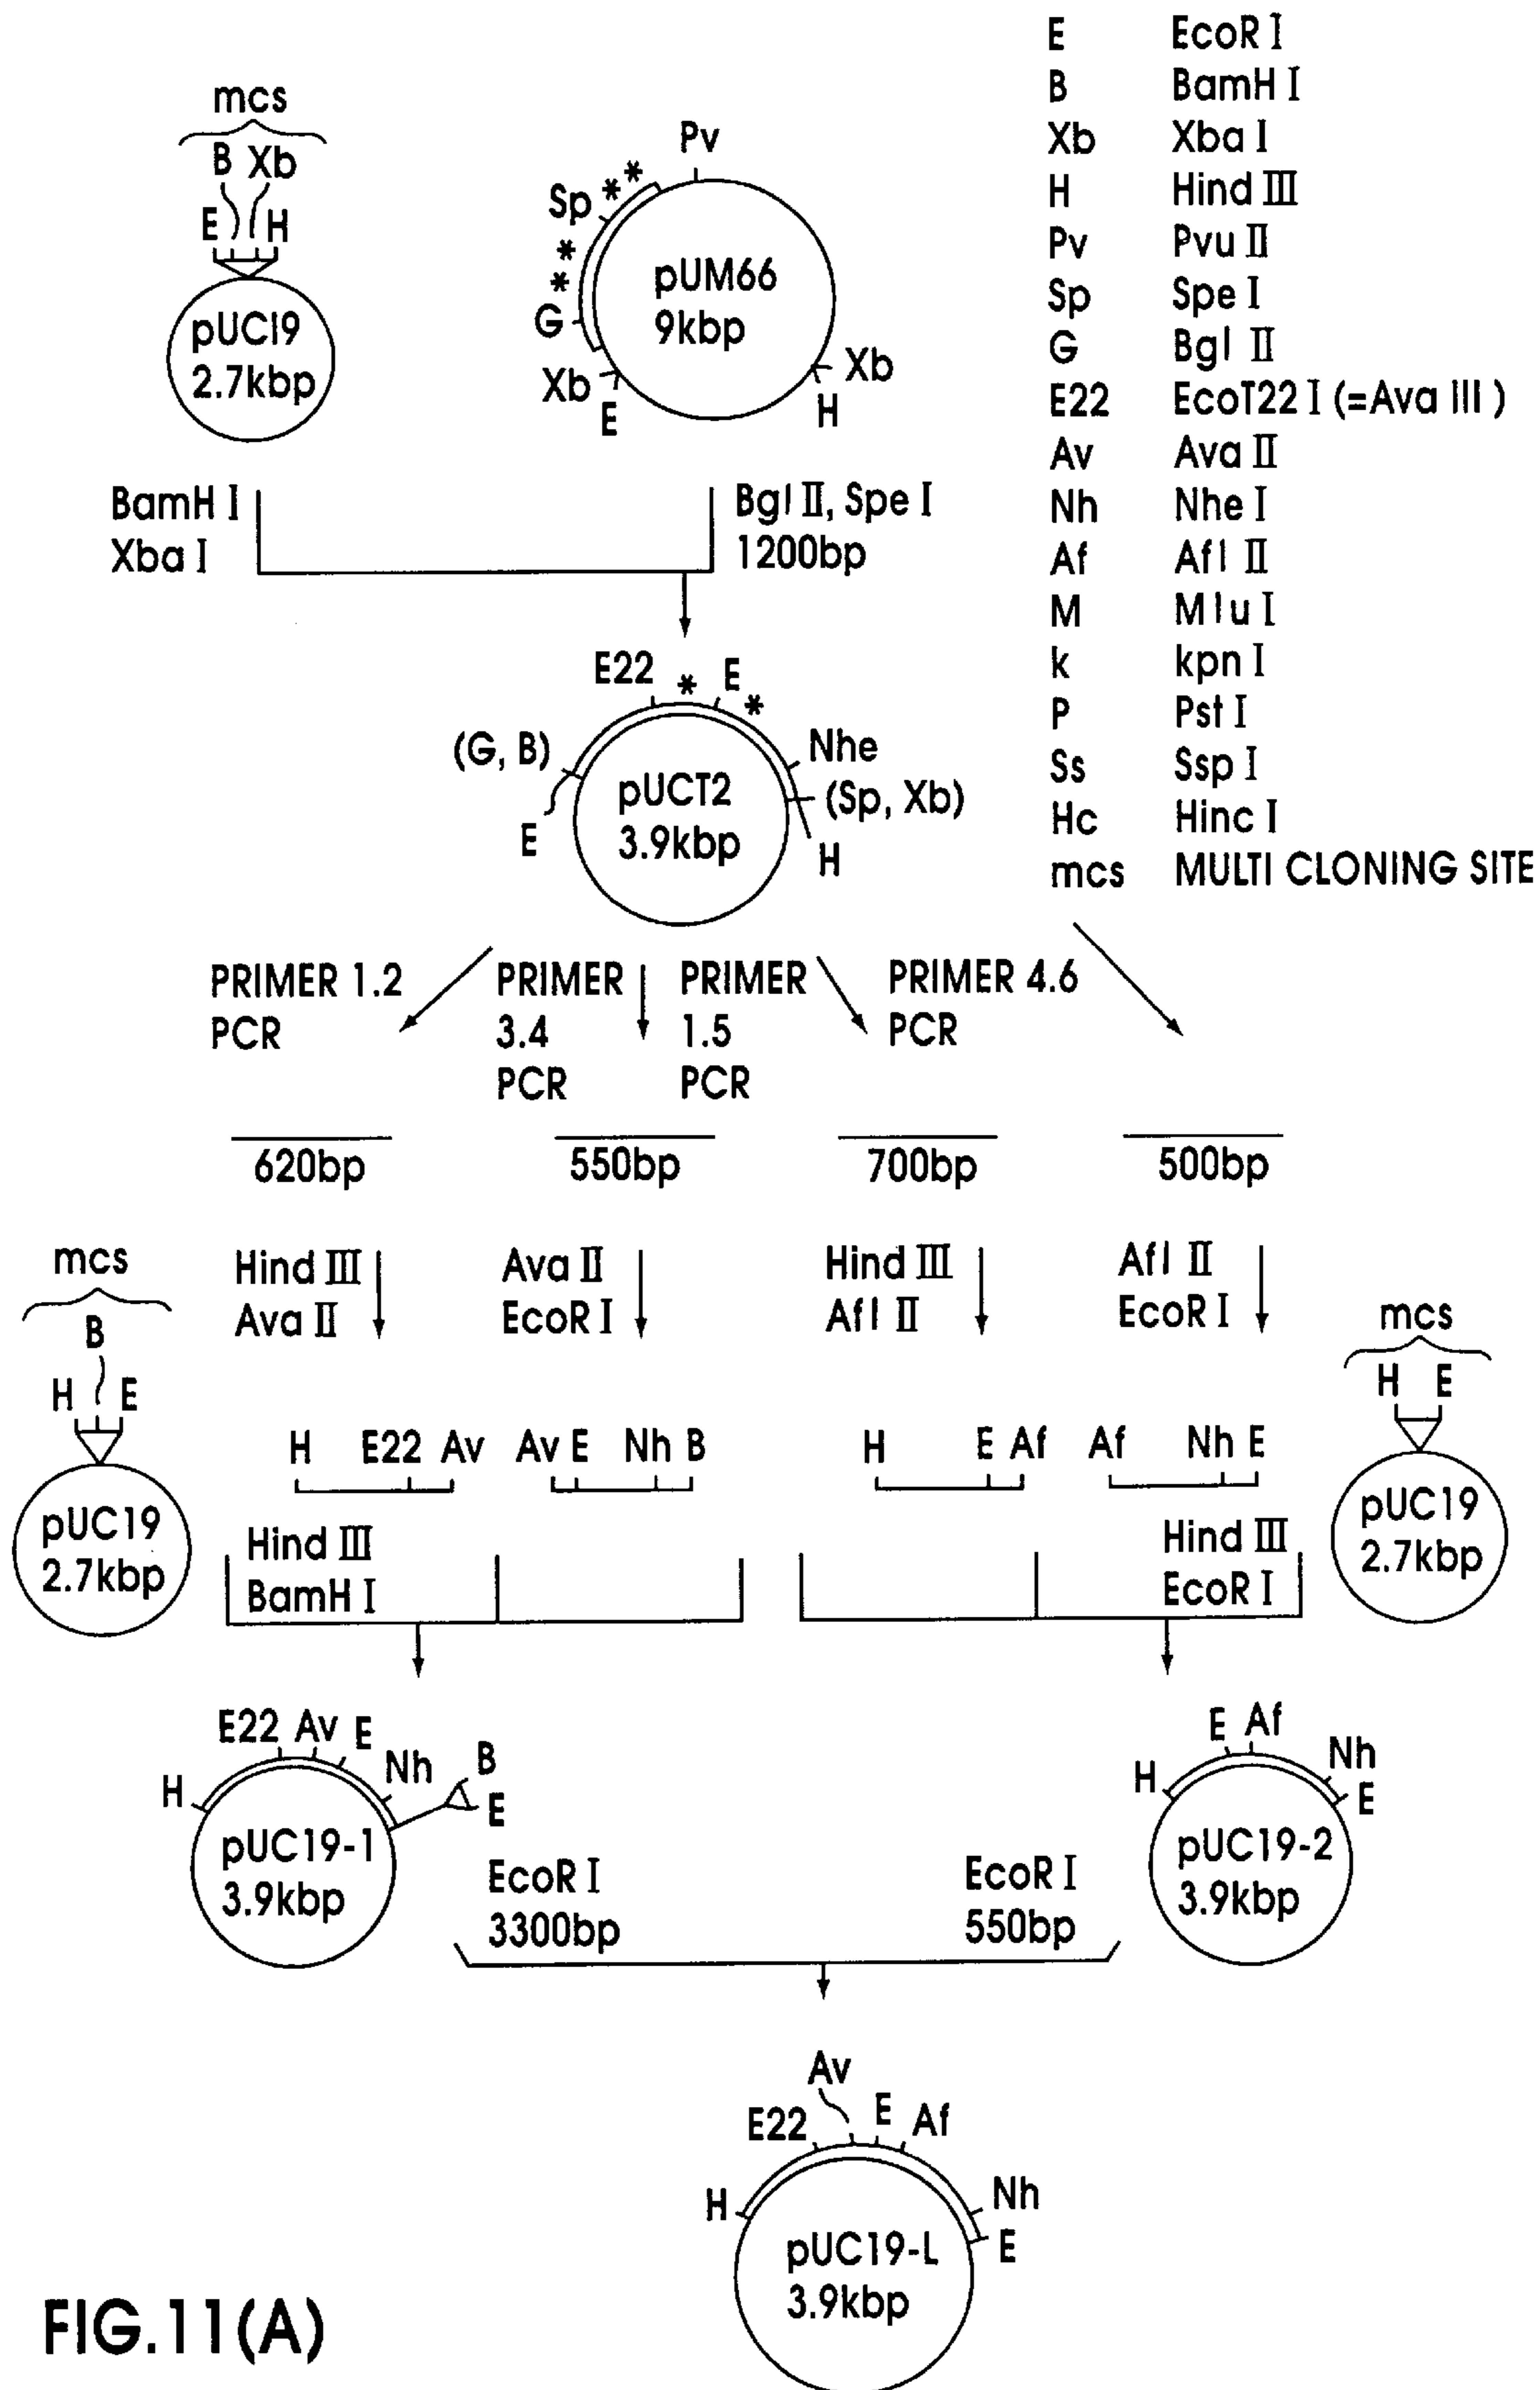 E EcoR I
B BamH I
Xb Xba I
H Hind III
Pv Pvu II
Sp Spe I
G Bgl II
E22 EcoT22 I (=Ava III)
Av Ava II
Nh Nhe I
Af Afl II
M Mlu I
k kpn I
P Pst I
Ss Ssp I
Hc Hinc I
mcs MULTI CLONING SITE
mcs
B Xb
E H
pUC19
2.7kbp
Pv
* *
Sp
*
*
G
pUM66
9kbp
Xb
E
Xb
H
BamH I
Xba I
Bgl II, Spe I
1200bp
E22 * E *
(G, B)
Nhe
(Sp, Xb)
E
H
pUCT2
3.9kbp
PRIMER 1.2
PCR
PRIMER
3.4
PCR
PRIMER
1.5
PCR
PRIMER 4.6
PCR
620bp
550bp
700bp
500bp
Hind III
Ava II
Ava II
EcoR I
Hind III
Afl II
Afl II
EcoR I
mcs
B
H E
pUC19
2.7kbp
mcs
H E
pUC19
2.7kbp
H E22 Av
Av E Nh B
H E Af
Af Nh E
Hind III
BamH I
Hind III
EcoR I
E22 Av E
H
Nh
B
E
pUC19-1
3.9kbp
E Af
H
Nh
E
pUC19-2
3.9kbp
EcoR I
3300bp
EcoR I
550bp
Av
E22 E Af
H
Nh
E
pUC19-L
3.9kbp
FIG.11(A)